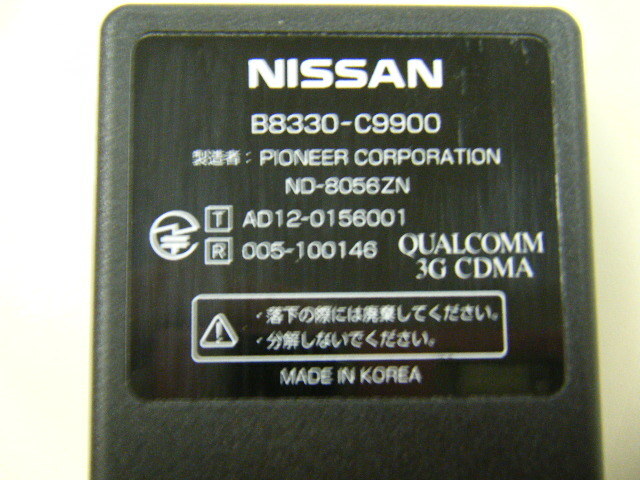 NISSAN
B8330-C9900
製造者: PIONEER CORPORATION
ND-8056ZN
T AD12-0156001
R 005-100146
QUALCOMM
3G CDMA
・落下の際には廃棄してください。
・分解しないでください。
MADE IN KOREA